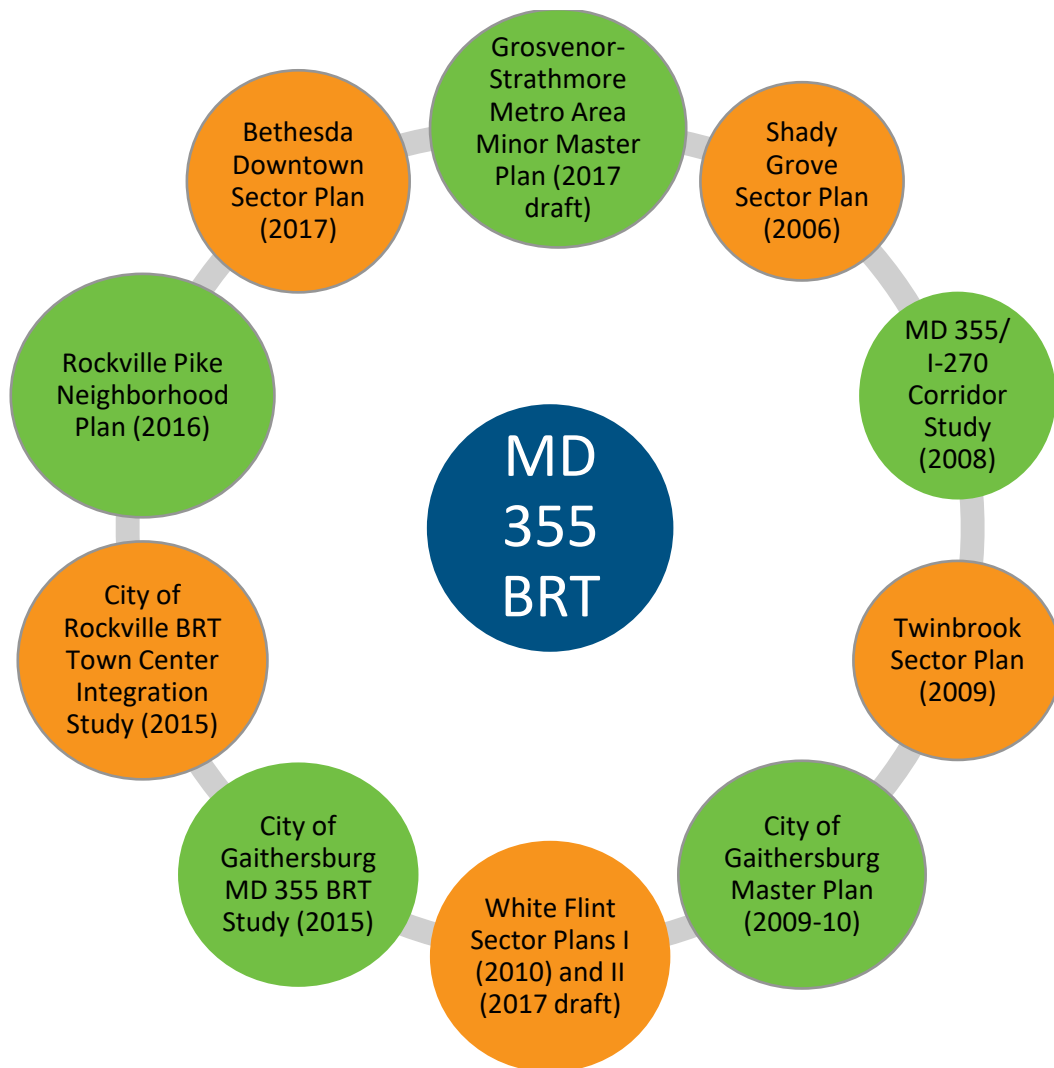 Grosvenor-
Strathmore
Metro Area
Minor Master
Plan (2017
draft)
Shady
Grove
Sector Plan
(2006)
MD 355/
I-270
Corridor
Study
(2008)
Twinbrook
Sector Plan
(2009)
City of
Gaithersburg
Master Plan
(2009-10)
White Flint
Sector Plans I
(2010) and II
(2017 draft)
City of
Gaithersburg
MD 355 BRT
Study (2015)
City of
Rockville BRT
Town Center
Integration
Study (2015)
Rockville Pike
Neighborhood
Plan (2016)
Bethesda
Downtown
Sector Plan
(2017)
MD
355
BRT